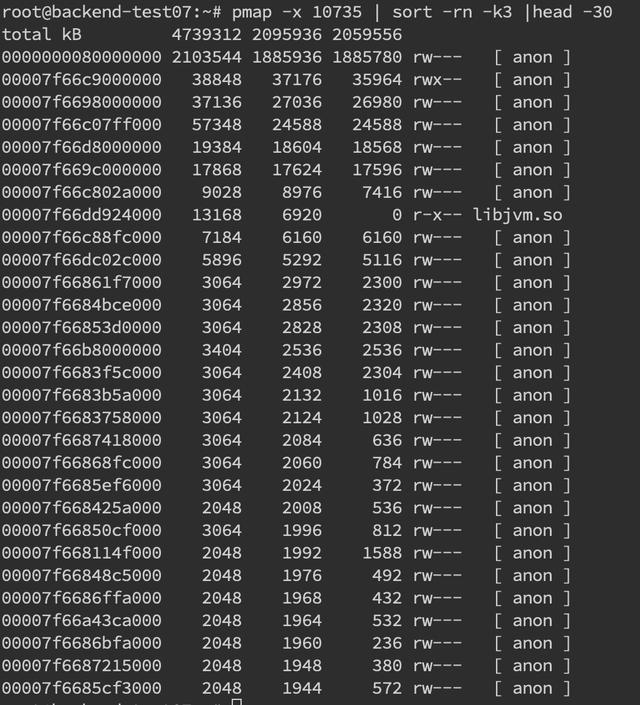 root@backend-test07:~# pmap -x 10735 | sort -rn -k3 |head -30
total kB 4739312 2095936 2059556
0000000080000000 2103544 1885936 1885780 rw--- [ anon ]
00007f66c9000000 38848 37176 35964 rwx-- [ anon ]
00007f6698000000 37136 27036 26980 rw--- [ anon ]
00007f66c07ff000 57348 24588 24588 rw--- [ anon ]
00007f66d8000000 19384 18604 18568 rw--- [ anon ]
00007f669c000000 17868 17624 17596 rw--- [ anon ]
00007f66c802a000 9028 8976 7416 rw--- [ anon ]
00007f66dd924000 13168 6920 0 r-x-- libjvm.so
00007f66c88fc000 7184 6160 6160 rw--- [ anon ]
00007f66dc02c000 5896 5292 5116 rw--- [ anon ]
00007f66861f7000 3064 2972 2300 rw--- [ anon ]
00007f6684bce000 3064 2856 2320 rw--- [ anon ]
00007f66853d0000 3064 2828 2308 rw--- [ anon ]
00007f66b8000000 3404 2536 2536 rw--- [ anon ]
00007f6683f5c000 3064 2408 2304 rw--- [ anon ]
00007f6683b5a000 3064 2132 1016 rw--- [ anon ]
00007f6683758000 3064 2124 1028 rw--- [ anon ]
00007f6687418000 3064 2084 636 rw--- [ anon ]
00007f66868fc000 3064 2060 784 rw--- [ anon ]
00007f6685ef6000 3064 2024 372 rw--- [ anon ]
00007f668425a000 2048 2008 536 rw--- [ anon ]
00007f66850cf000 3064 1996 812 rw--- [ anon ]
00007f668114f000 2048 1992 1588 rw--- [ anon ]
00007f66848c5000 2048 1976 492 rw--- [ anon ]
00007f6686ffa000 2048 1968 432 rw--- [ anon ]
00007f66a43ca000 2048 1964 532 rw--- [ anon ]
00007f6686bfa000 2048 1960 236 rw--- [ anon ]
00007f6687215000 2048 1948 380 rw--- [ anon ]
00007f6685cf3000 2048 1944 572 rw--- [ anon ]